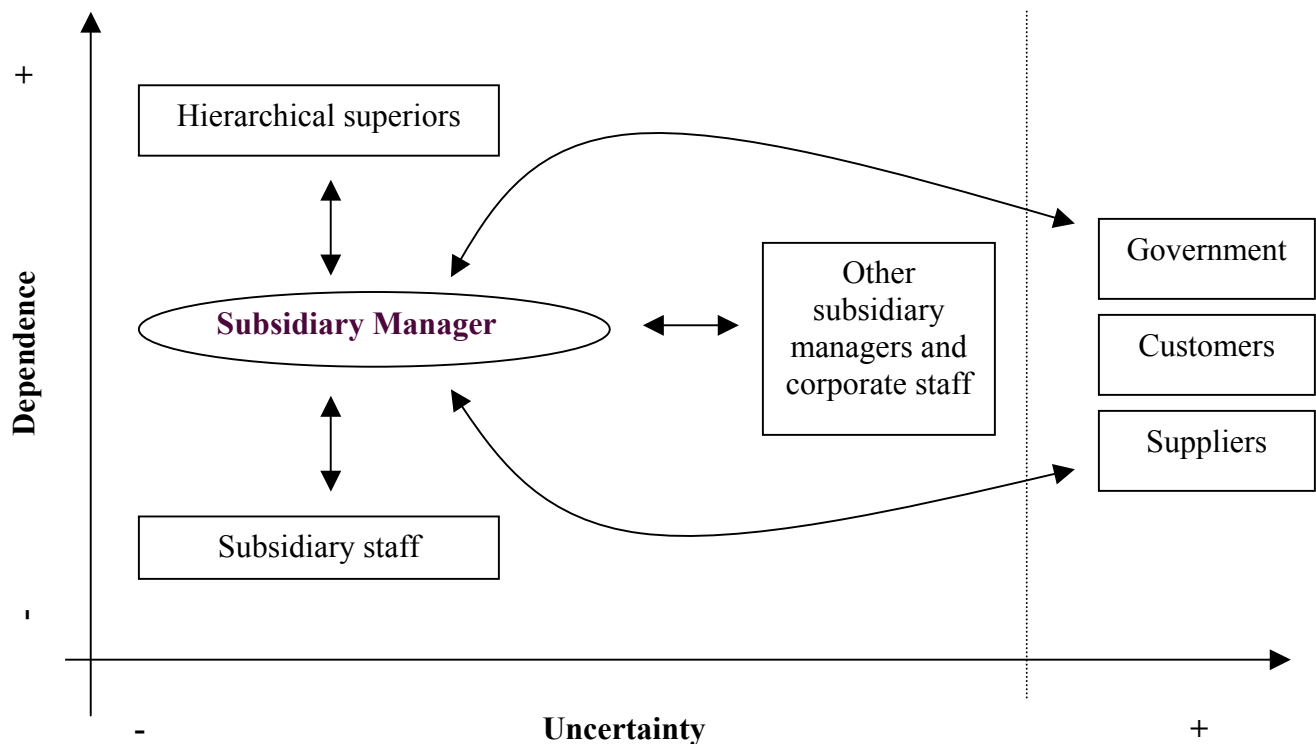 +
Hierarchical superiors
Government
Other
subsidiary
managers and
corporate staff
Subsidiary Manager
Customers
Dependence
Suppliers
Subsidiary staff
-
-
Uncertainty
+